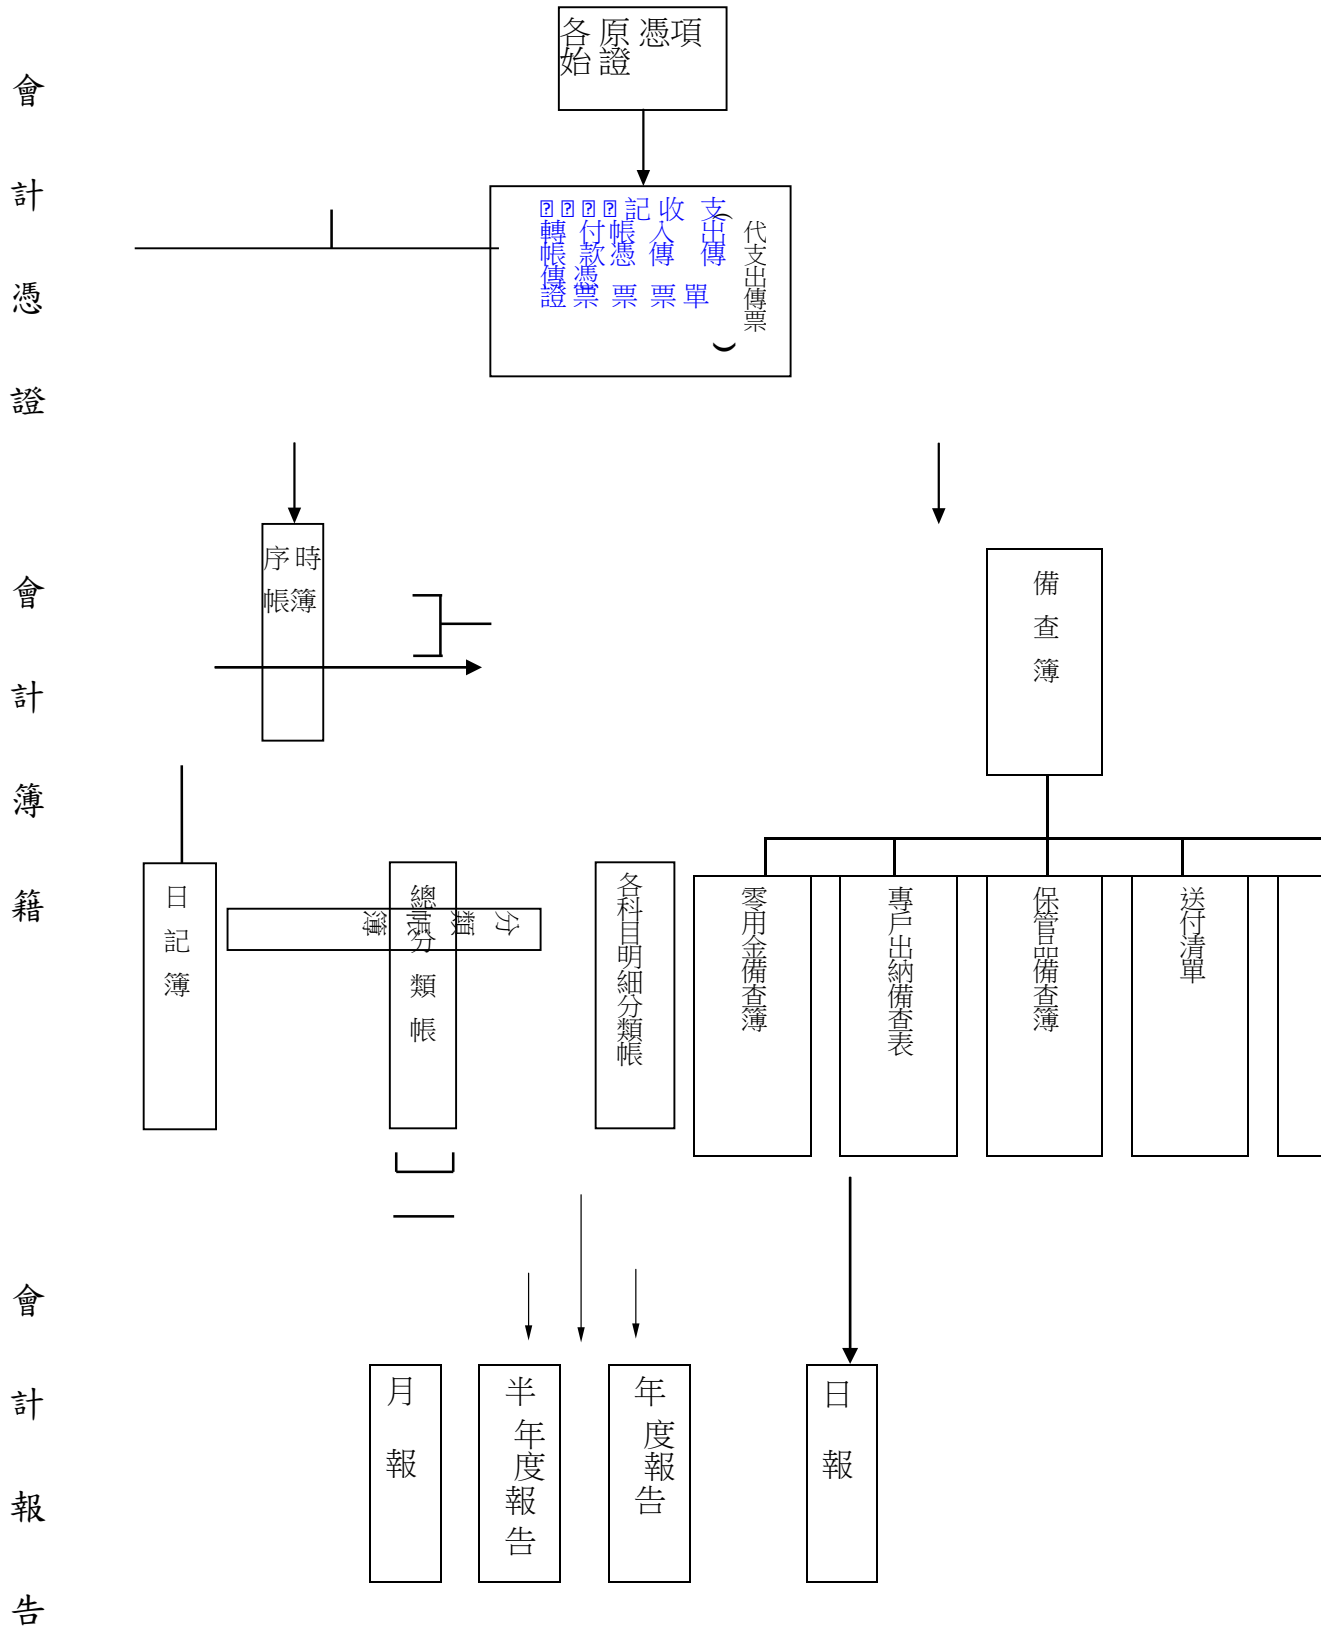 會計憑證
各原憑項
始證
記收支
轉付帳入出
帳款憑傳傳
傳憑
證票票票單
（代支出傳票）
會計簿籍
序時
帳簿
備查簿
日記簿
分類帳簿
總分類帳
各科目明細分類帳
零用金備查簿
專戶出納備查表
保管品備查簿
送付清單
會計報告
月報
半年度報告
年度報告
日報